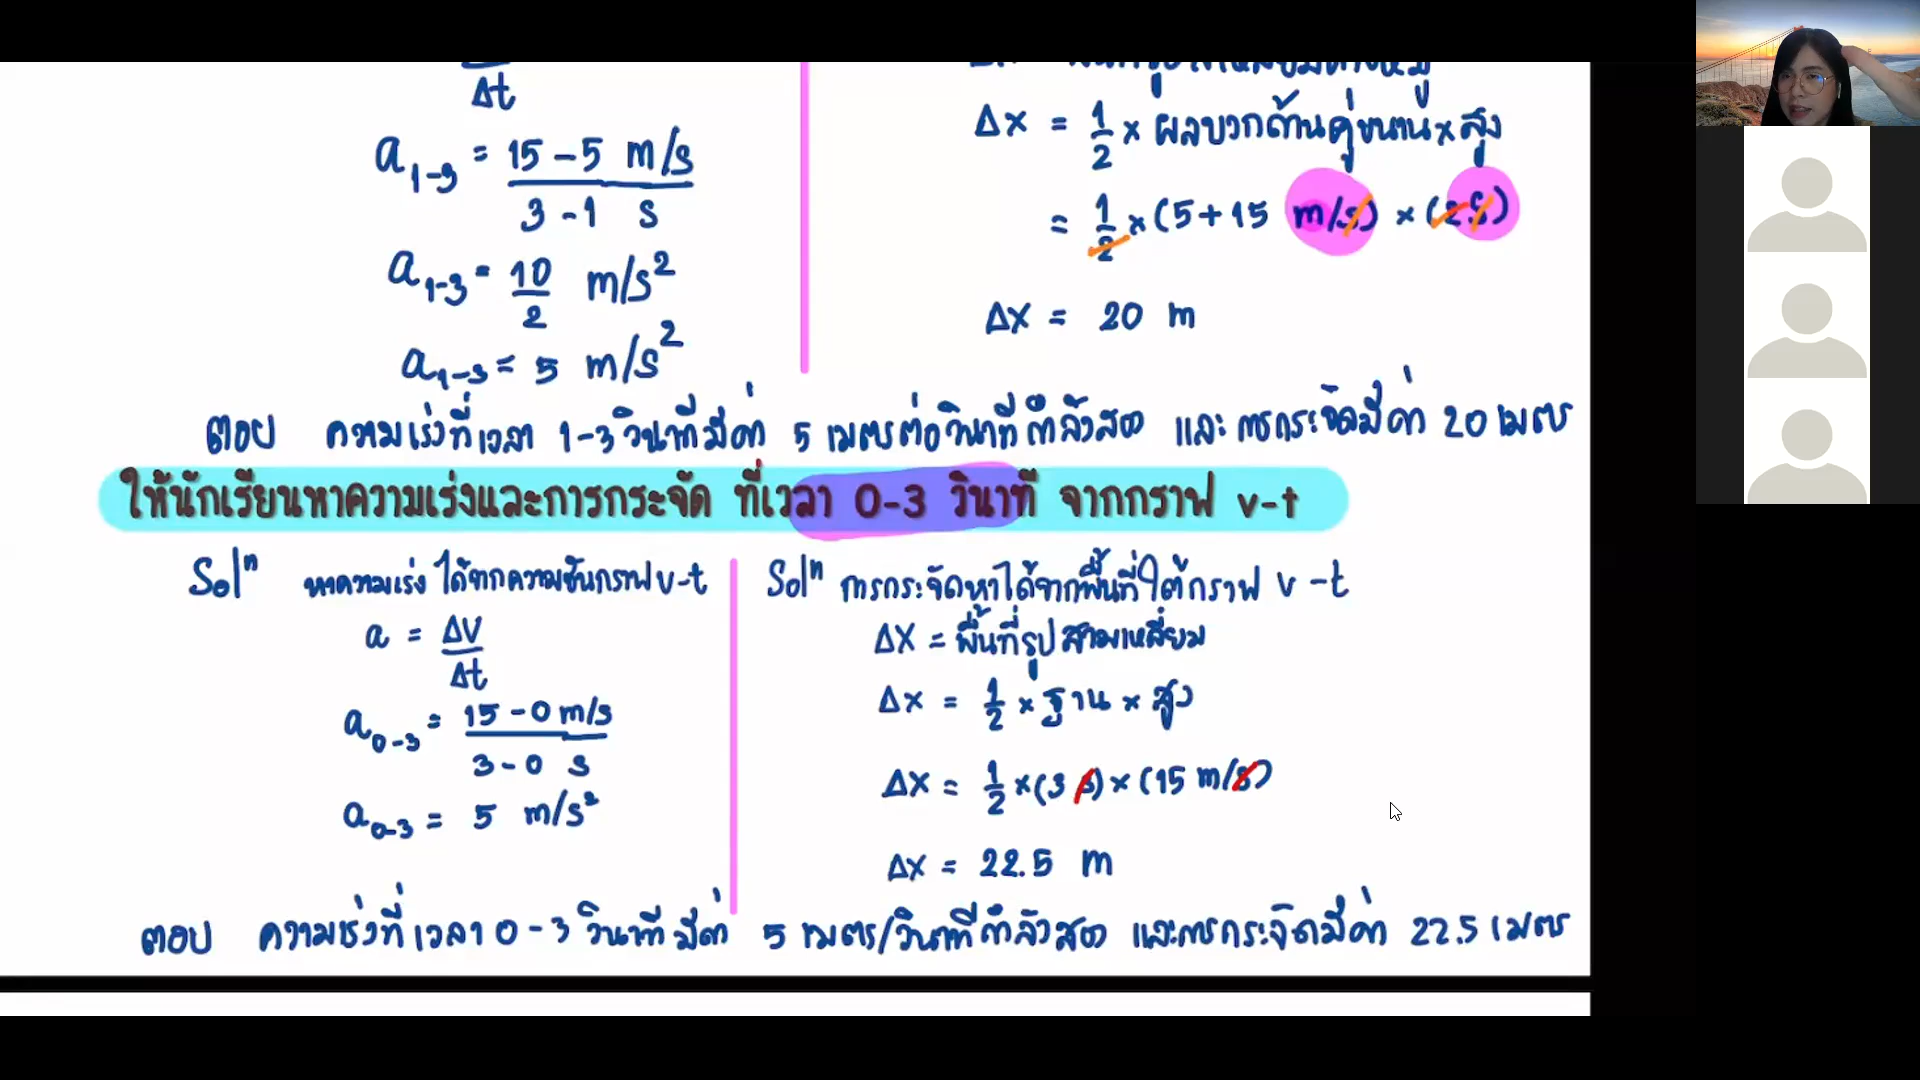 Δt
a1-3 = 15 - 5 m/s
3 - 1 s
a1-3 = 10 m/s²
2
a1-3 = 5 m/s²
Δx = 1/2 × ผลบวกด้านคู่ขนาน × สูง
= 1/2 × (5 + 15 m/s) × (2s)
Δx = 20 m
ตอบ ความเร่งที่เวลา 1-3 วินาทีมีค่า 5 เมตรต่อวินาทีกำลังสอง และการกระจัดมีค่า 20 เมตร
ให้นักเรียนหาความเร่งและการกระจัด ที่เวลา 0-3 วินาที จากกราฟ v-t
Solⁿ หาความเร่ง ได้จากความชันกราฟ v-t
a = ΔV
Δt
a0-3 = 15 - 0 m/s
3 - 0 s
a0-3 = 5 m/s²
Solⁿ การกระจัดหาได้จากพื้นที่ใต้กราฟ v - t
Δx = พื้นที่รูปสามเหลี่ยม
Δx = 1/2 × ฐาน × สูง
Δx = 1/2 × (3 s) × (15 m/s)
Δx = 22.5 m
ตอบ ความเร่งที่เวลา 0 - 3 วินาที มีค่า 5 เมตร/วินาทีกำลังสอง และการกระจัดมีค่า 22.5 เมตร